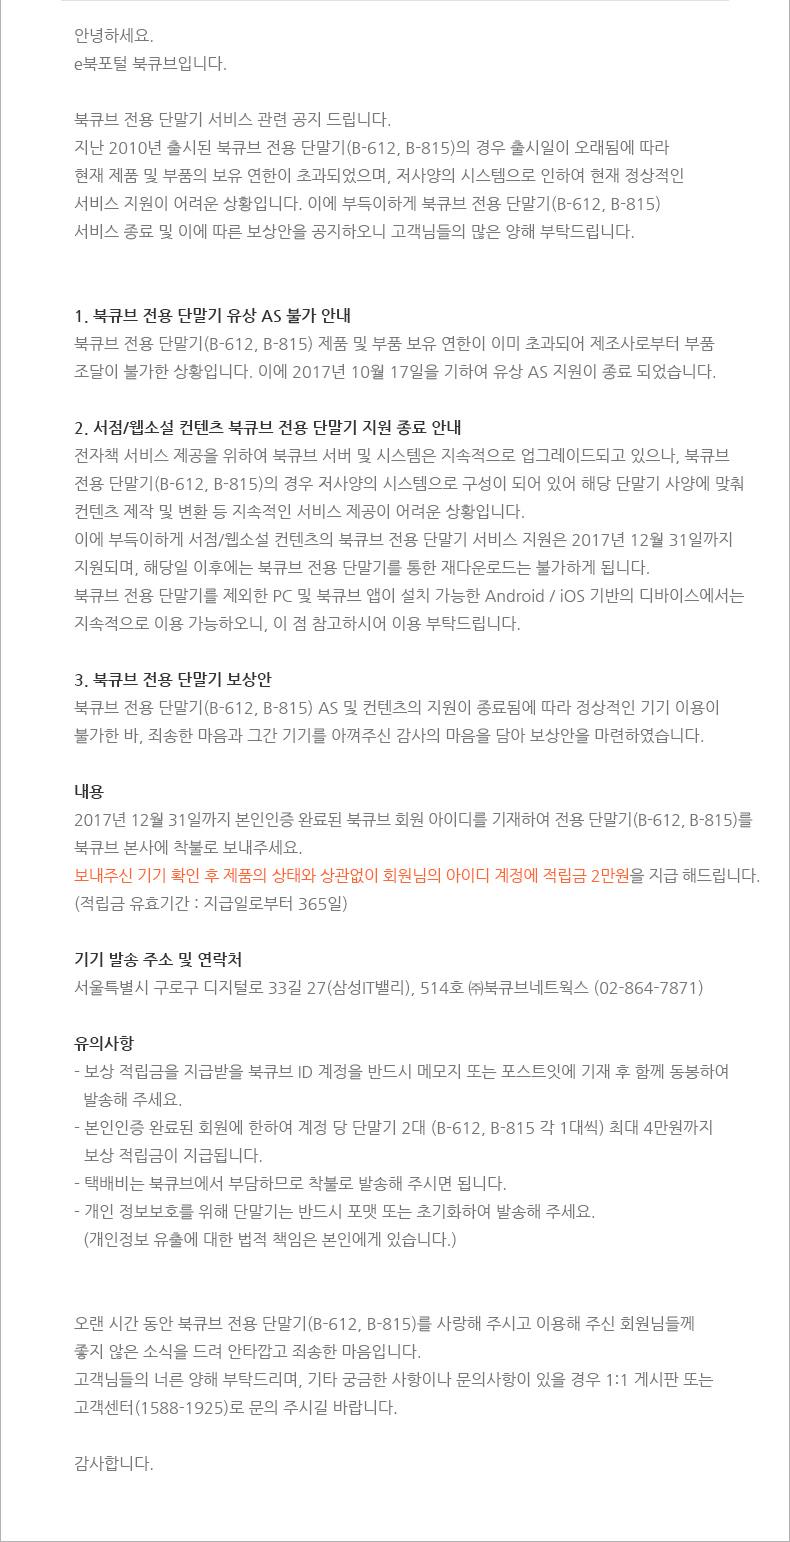 안녕하세요.
e북포털 북큐브입니다.
북큐브 전용 단말기 서비스 관련 공지 드립니다.
지난 2010년 출시된 북큐브 전용 단말기(B-612, B-815)의 경우 출시일이 오래됨에 따라
현재 제품 및 부품의 보유 연한이 초과되었으며, 저사양의 시스템으로 인하여 현재 정상적인
서비스 지원이 어려운 상황입니다. 이에 부득이하게 북큐브 전용 단말기(B-612, B-815)
서비스 종료 및 이에 따른 보상안을 공지하오니 고객님들의 많은 양해 부탁드립니다.
1. 북큐브 전용 단말기 유상 AS 불가 안내
북큐브 전용 단말기(B-612, B-815) 제품 및 부품 보유 연한이 이미 초과되어 제조사로부터 부품
조달이 불가한 상황입니다. 이에 2017년 10월 17일을 기하여 유상 AS 지원이 종료 되었습니다.
2. 서점/웹소설 컨텐츠 북큐브 전용 단말기 지원 종료 안내
전자책 서비스 제공을 위하여 북큐브 서버 및 시스템은 지속적으로 업그레이드되고 있으나, 북큐브
전용 단말기(B-612, B-815)의 경우 저사양의 시스템으로 구성이 되어 있어 해당 단말기 사양에 맞춰
컨텐츠 제작 및 변환 등 지속적인 서비스 제공이 어려운 상황입니다.
이에 부득이하게 서점/웹소설 컨텐츠의 북큐브 전용 단말기 서비스 지원은 2017년 12월 31일까지
지원되며, 해당일 이후에는 북큐브 전용 단말기를 통한 재다운로드는 불가하게 됩니다.
북큐브 전용 단말기를 제외한 PC 및 북큐브 앱이 설치 가능한 Android / iOS 기반의 디바이스에서는
지속적으로 이용 가능하오니, 이 점 참고하시어 이용 부탁드립니다.
3. 북큐브 전용 단말기 보상안
북큐브 전용 단말기(B-612, B-815) AS 및 컨텐츠의 지원이 종료됨에 따라 정상적인 기기 이용이
불가한 바, 죄송한 마음과 그간 기기를 아껴주신 감사의 마음을 담아 보상안을 마련하였습니다.
내용
2017년 12월 31일까지 본인인증 완료된 북큐브 회원 아이디를 기재하여 전용 단말기(B-612, B-815)를
북큐브 본사에 착불로 보내주세요.
보내주신 기기 확인 후 제품의 상태와 상관없이 회원님의 아이디 계정에 적립금 2만원을 지급 해드립니다.
(적립금 유효기간 : 지급일로부터 365일)
기기 발송 주소 및 연락처
서울특별시 구로구 디지털로 33길 27(삼성IT밸리), 514호 ㈜북큐브네트웍스 (02-864-7871)
유의사항
- 보상 적립금을 지급받을 북큐브 ID 계정을 반드시 메모지 또는 포스트잇에 기재 후 함께 동봉하여
발송해 주세요.
- 본인인증 완료된 회원에 한하여 계정 당 단말기 2대 (B-612, B-815 각 1대씩) 최대 4만원까지
보상 적립금이 지급됩니다.
- 택배비는 북큐브에서 부담하므로 착불로 발송해 주시면 됩니다.
- 개인 정보보호를 위해 단말기는 반드시 포맷 또는 초기화하여 발송해 주세요.
(개인정보 유출에 대한 법적 책임은 본인에게 있습니다.)
오랜 시간 동안 북큐브 전용 단말기(B-612, B-815)를 사랑해 주시고 이용해 주신 회원님들께
좋지 않은 소식을 드려 안타깝고 죄송한 마음입니다.
고객님들의 너른 양해 부탁드리며, 기타 궁금한 사항이나 문의사항이 있을 경우 1:1 게시판 또는
고객센터(1588-1925)로 문의 주시길 바랍니다.
감사합니다.